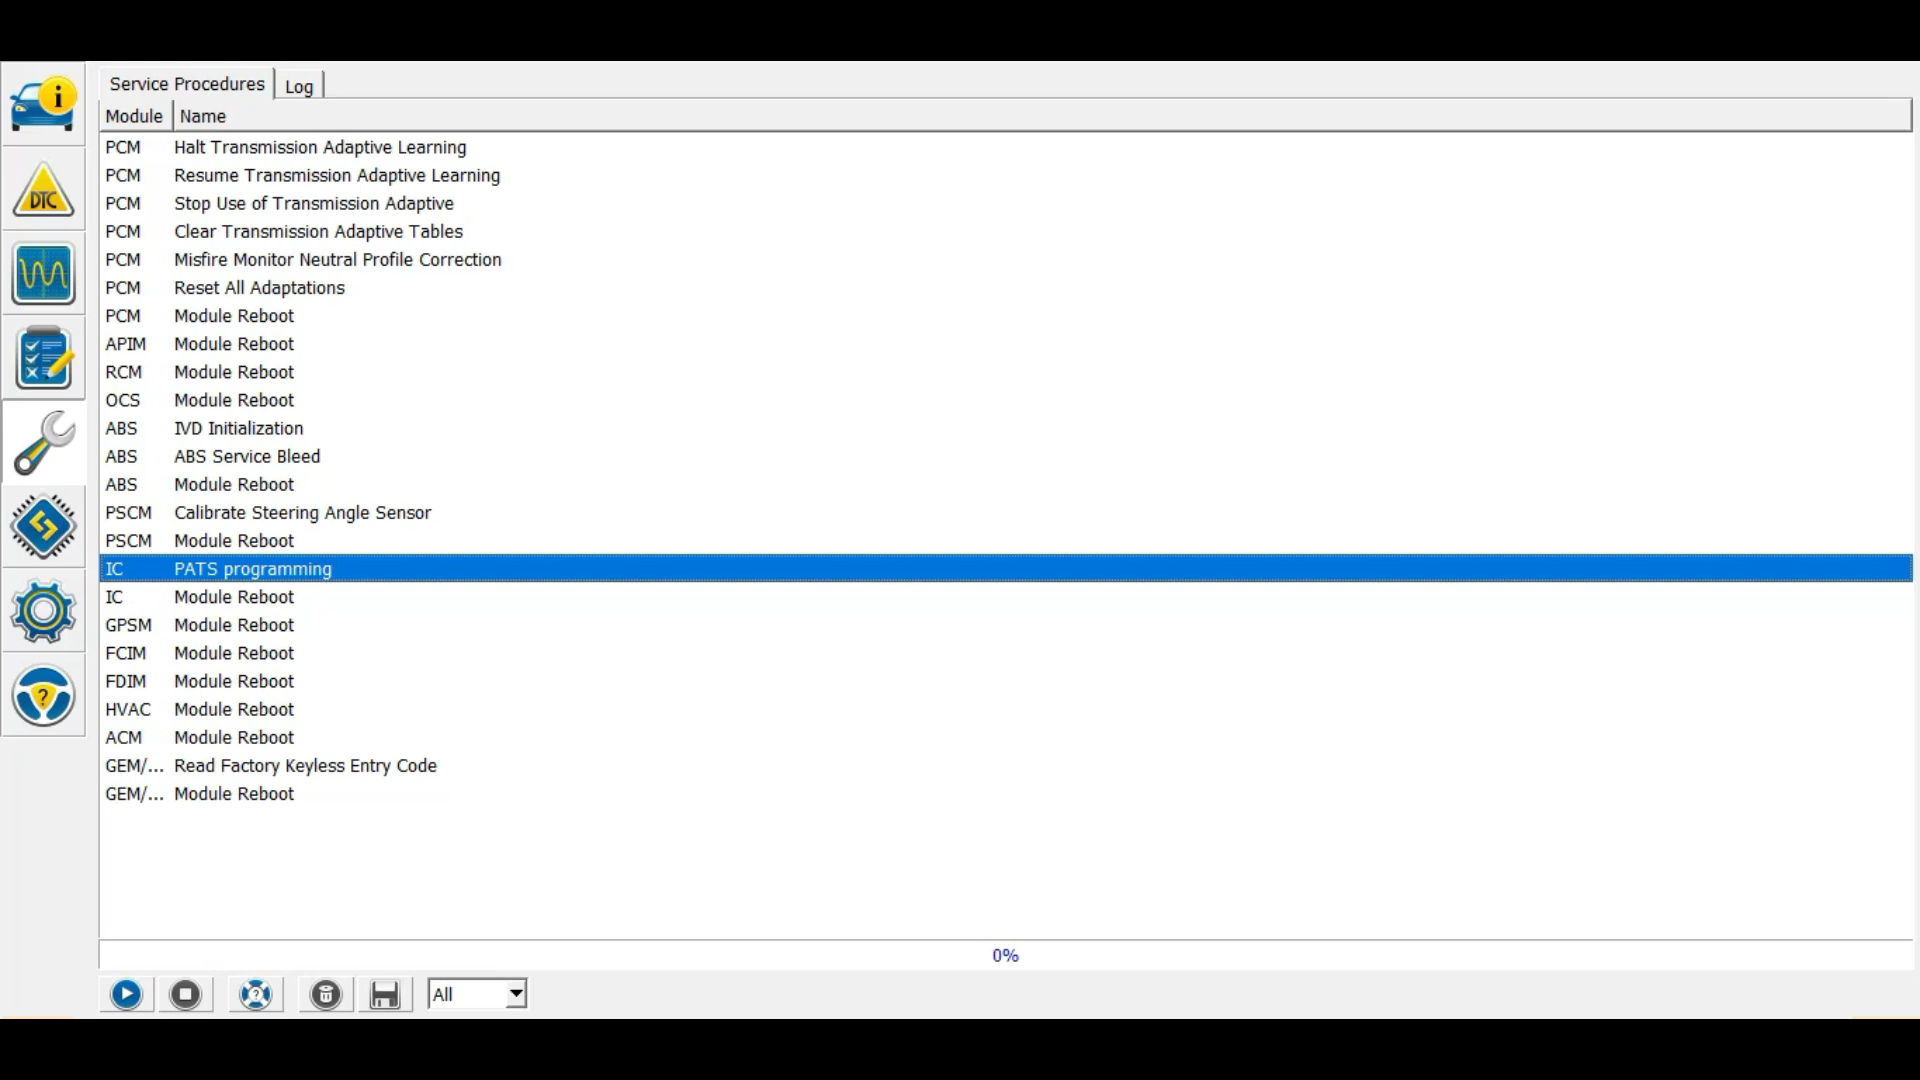 Service Procedures Log
Module Name
PCM Halt Transmission Adaptive Learning
PCM Resume Transmission Adaptive Learning
PCM Stop Use of Transmission Adaptive
PCM Clear Transmission Adaptive Tables
PCM Misfire Monitor Neutral Profile Correction
PCM Reset All Adaptations
PCM Module Reboot
APIM Module Reboot
RCM Module Reboot
OCS Module Reboot
ABS IVD Initialization
ABS ABS Service Bleed
ABS Module Reboot
PSCM Calibrate Steering Angle Sensor
PSCM Module Reboot
IC PATS programming
IC Module Reboot
GPSM Module Reboot
FCIM Module Reboot
FDIM Module Reboot
HVAC Module Reboot
ACM Module Reboot
GEM/... Read Factory Keyless Entry Code
GEM/... Module Reboot
0%
All
i
DTC
?
?